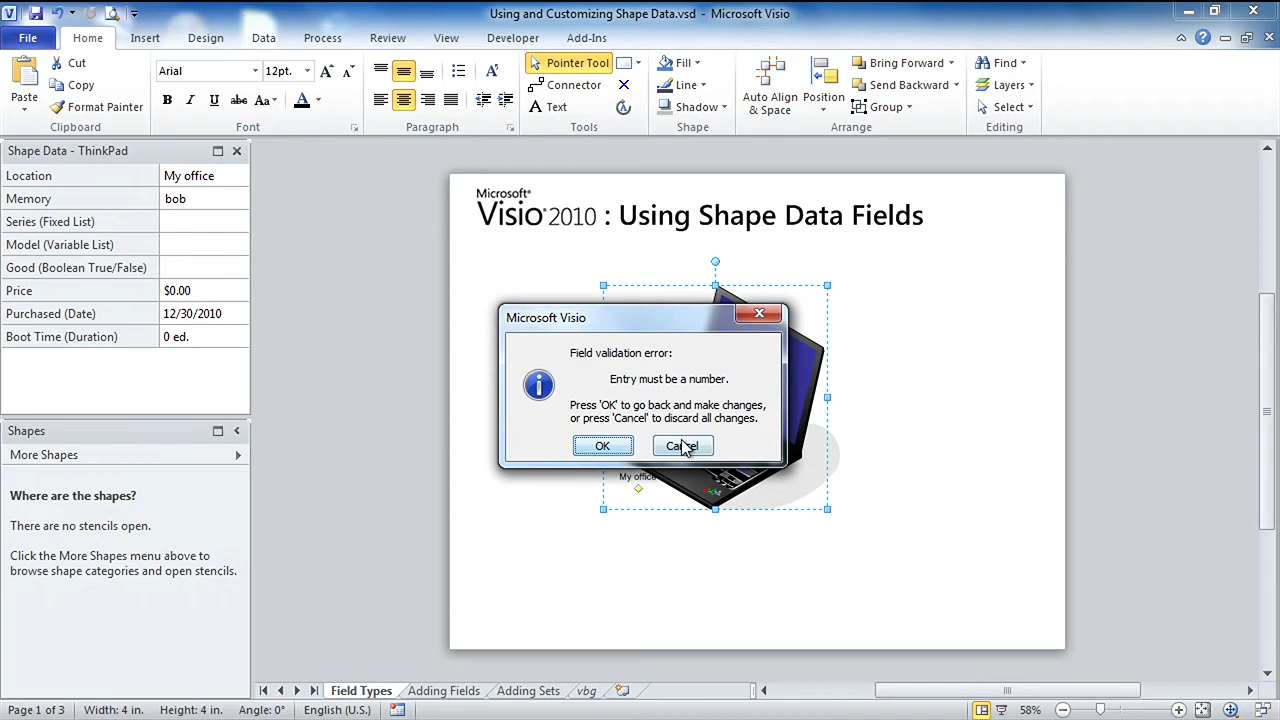 Using and Customizing Shape Data.vsd - Microsoft Visio
File Home Insert Design Data Process Review View Developer Add-Ins
Paste
Cut
Copy
Format Painter
Clipboard
Arial 12pt.
B I U abc Aa A
Font
Paragraph
Pointer Tool
Connector
Text
Tools
Fill
Line
Shadow
Shape
Auto Align & Space
Position
Bring Forward
Send Backward
Group
Arrange
Find
Layers
Select
Editing
Shape Data - ThinkPad
Location My office
Memory bob
Series (Fixed List)
Model (Variable List)
Good (Boolean True/False)
Price $0.00
Purchased (Date) 12/30/2010
Boot Time (Duration) 0 ed.
Shapes
More Shapes
Where are the shapes?
There are no stencils open.
Click the More Shapes menu above to
browse shape categories and open stencils.
Microsoft®
Visio® 2010 : Using Shape Data Fields
Microsoft Visio
Field validation error:
Entry must be a number.
Press 'OK' to go back and make changes,
or press 'Cancel' to discard all changes.
OK Cancel
My office
Field Types Adding Fields Adding Sets vbg
Page 1 of 3 Width: 4 in. Height: 4 in. Angle: 0° English (U.S.) 58%